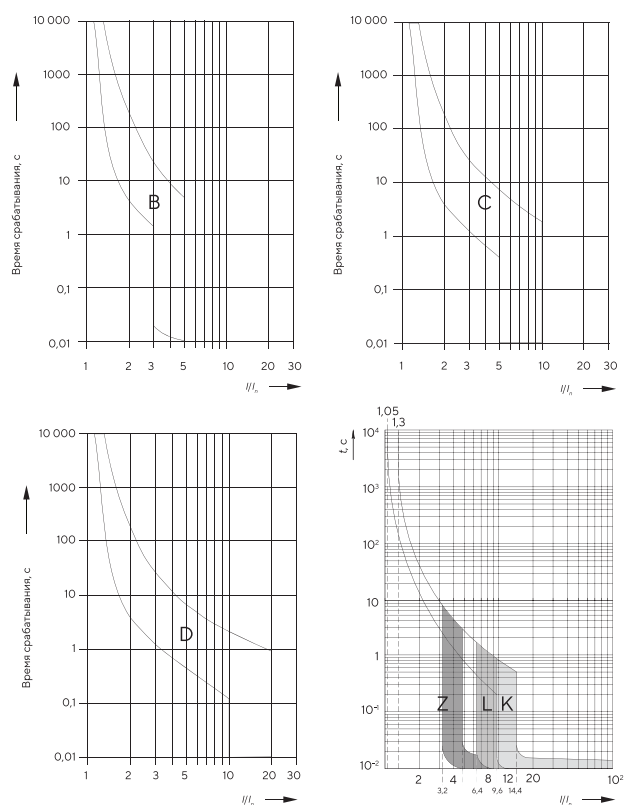 10 000
1000
100
10
1
0,1
0,01
Время срабатывания, с
B
1 2 3 5 10 20 30
I/Iₙ
10 000
1000
100
10
1
0,1
0,01
Время срабатывания, с
C
1 2 3 5 10 20 30
I/Iₙ
10 000
1000
100
10
1
0,1
0,01
Время срабатывания, с
D
1 2 3 5 10 20 30
I/Iₙ
1,05
1,3
t, с
10⁴
10³
10²
10
1
10⁻¹
10⁻²
Z L K
2 4 8 12 20 10²
3,2 6,4 9,6 14,4
I/Iₙ